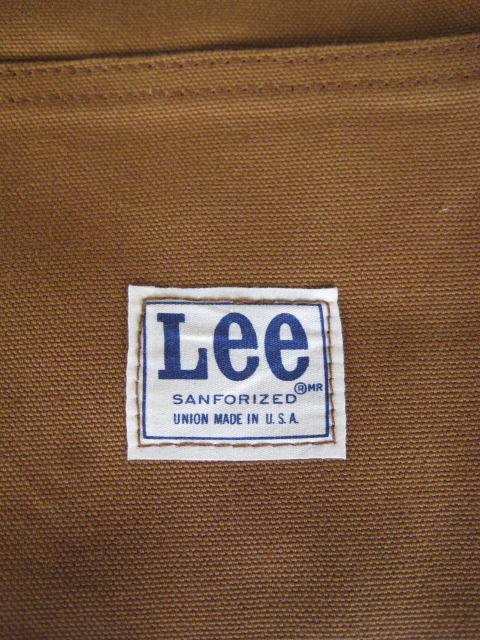 Lee
® MR
SANFORIZED
UNION MADE IN U.S.A.